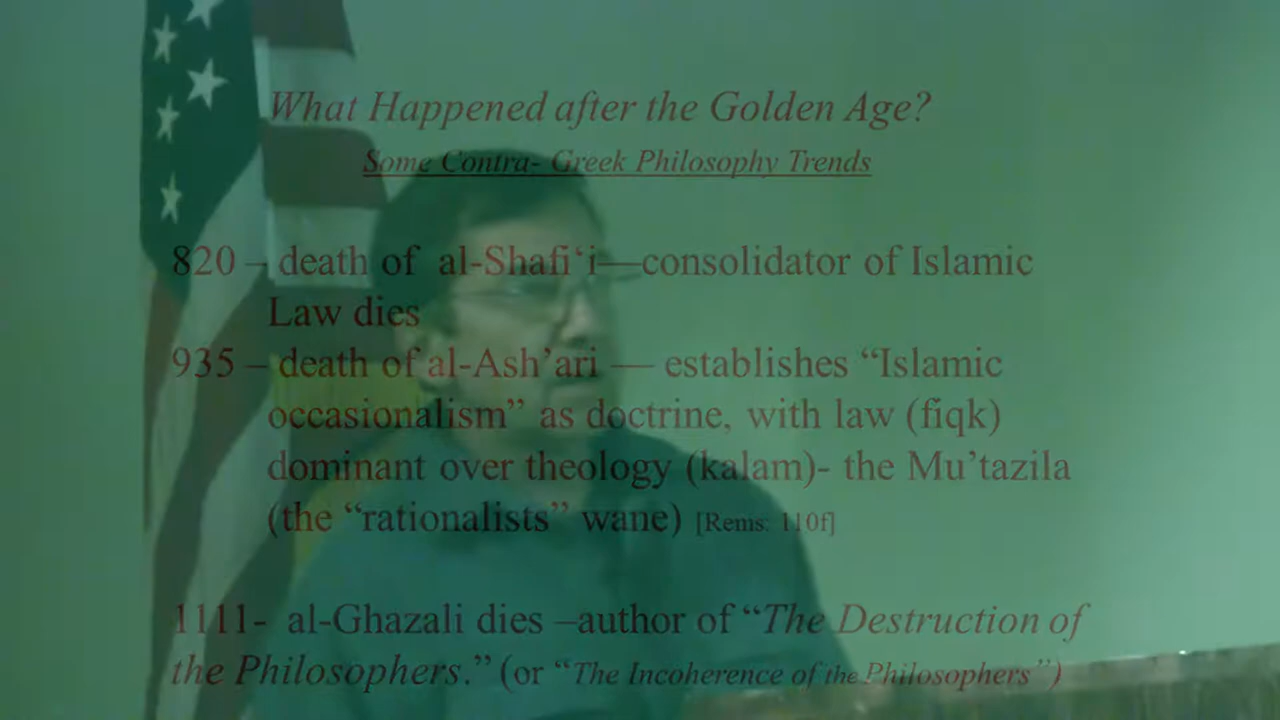 What Happened after the Golden Age?
Some Contra- Greek Philosophy Trends
820 – death of al-Shafi‘i—consolidator of Islamic
Law dies
935 – death of al-Ash’ari — establishes “Islamic
occasionalism” as doctrine, with law (fiqk)
dominant over theology (kalam)- the Mu’tazila
(the “rationalists” wane) [Rems: 110f]
1111- al-Ghazali dies –author of “The Destruction of
the Philosophers.” (or “The Incoherence of the Philosophers”)